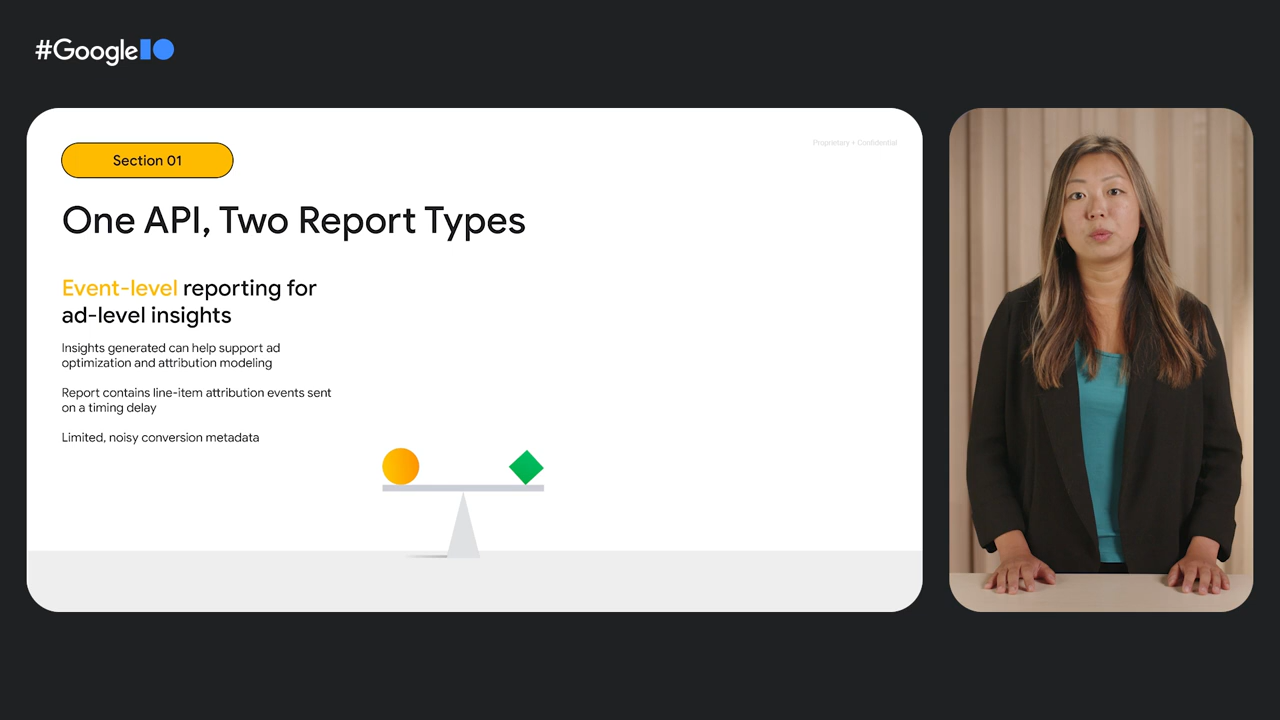 #Google
Section 01
Proprietary + Confidential
One API, Two Report Types
Event-level reporting for
ad-level insights
Insights generated can help support ad
optimization and attribution modeling
Report contains line-item attribution events sent
on a timing delay
Limited, noisy conversion metadata